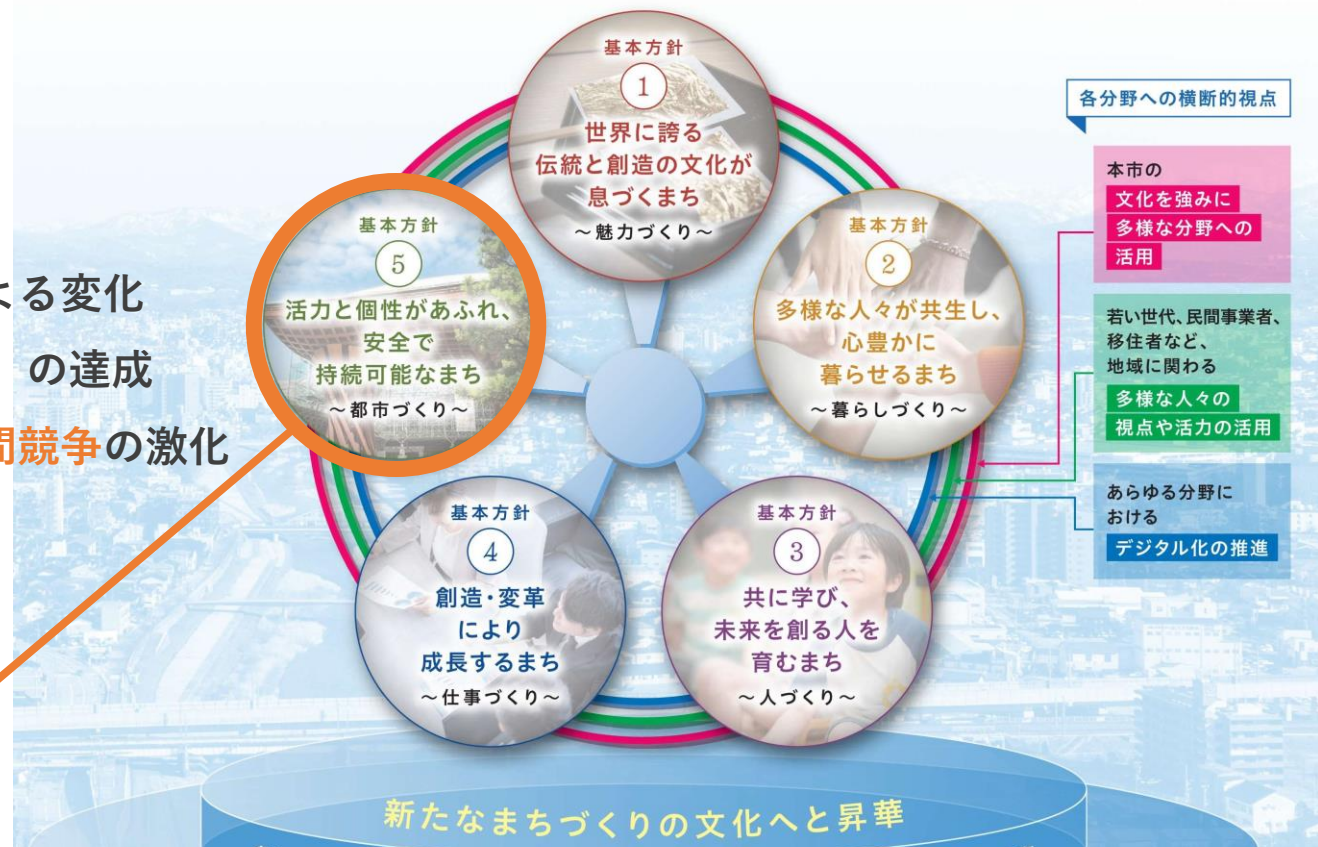 基本方針
1
世界に誇る
伝統と創造の文化が
息づくまち
～魅力づくり～
基本方針
2
多様な人々が共生し、
心豊かに
暮らせるまち
～暮らしづくり～
基本方針
3
共に学び、
未来を創る人を
育むまち
～人づくり～
基本方針
4
創造・変革
により
成長するまち
～仕事づくり～
基本方針
5
活力と個性があふれ、
安全で
持続可能なまち
～都市づくり～
よる変化
の達成
間競争の激化
各分野への横断的視点
本市の
文化を強みに
多様な分野への
活用
若い世代、民間事業者、
移住者など、
地域に関わる
多様な人々の
視点や活力の活用
あらゆる分野に
おける
デジタル化の推進
新たなまちづくりの文化へと昇華